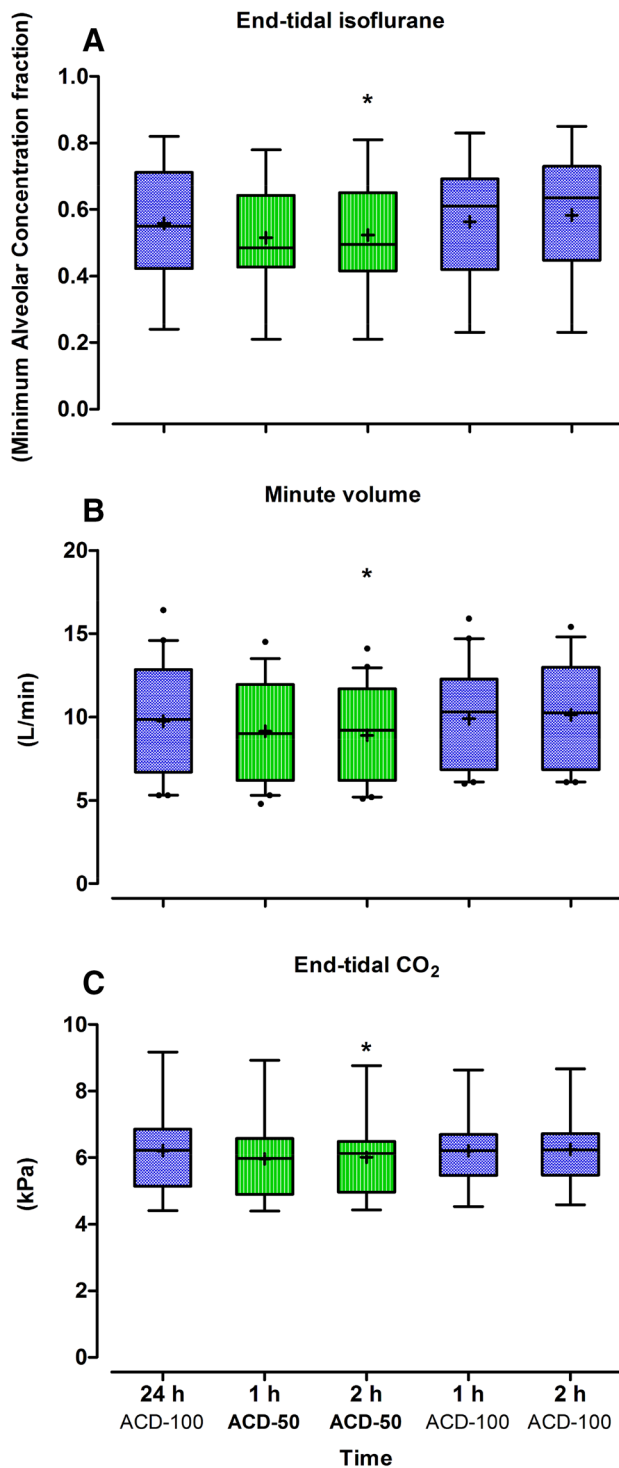 A
End-tidal isoflurane
(Minimum Alveolar Concentration fraction)
1.0
0.8
0.6
0.4
0.2
0.0
*
B
Minute volume
(L/min)
20
15
10
5
0
*
C
End-tidal CO₂
(kPa)
10
8
6
4
2
0
*
24 h 1 h 2 h 1 h 2 h
ACD-100 ACD-50 ACD-50 ACD-100 ACD-100
Time